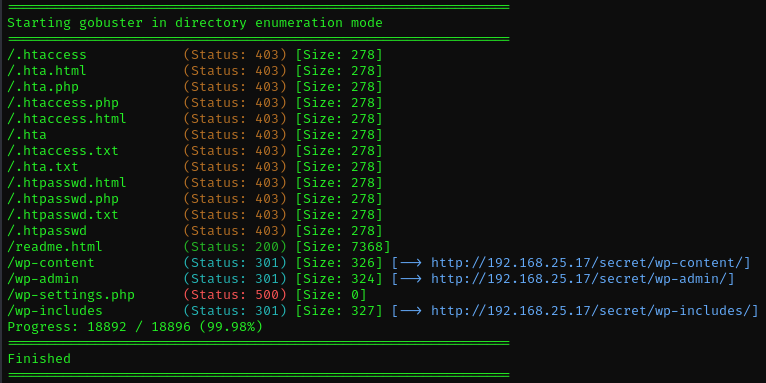 ===============================================================
Starting gobuster in directory enumeration mode
===============================================================
/.htaccess            (Status: 403) [Size: 278]
/.hta.html            (Status: 403) [Size: 278]
/.hta.php             (Status: 403) [Size: 278]
/.htaccess.php        (Status: 403) [Size: 278]
/.htaccess.html       (Status: 403) [Size: 278]
/.hta                 (Status: 403) [Size: 278]
/.htaccess.txt        (Status: 403) [Size: 278]
/.hta.txt             (Status: 403) [Size: 278]
/.htpasswd.html       (Status: 403) [Size: 278]
/.htpasswd.php        (Status: 403) [Size: 278]
/.htpasswd.txt        (Status: 403) [Size: 278]
/.htpasswd            (Status: 403) [Size: 278]
/readme.html          (Status: 200) [Size: 7368]
/wp-content           (Status: 301) [Size: 326] [--> http://192.168.25.17/secret/wp-content/]
/wp-admin             (Status: 301) [Size: 324] [--> http://192.168.25.17/secret/wp-admin/]
/wp-settings.php      (Status: 500) [Size: 0]
/wp-includes          (Status: 301) [Size: 327] [--> http://192.168.25.17/secret/wp-includes/]
Progress: 18892 / 18896 (99.98%)
===============================================================
Finished
===============================================================